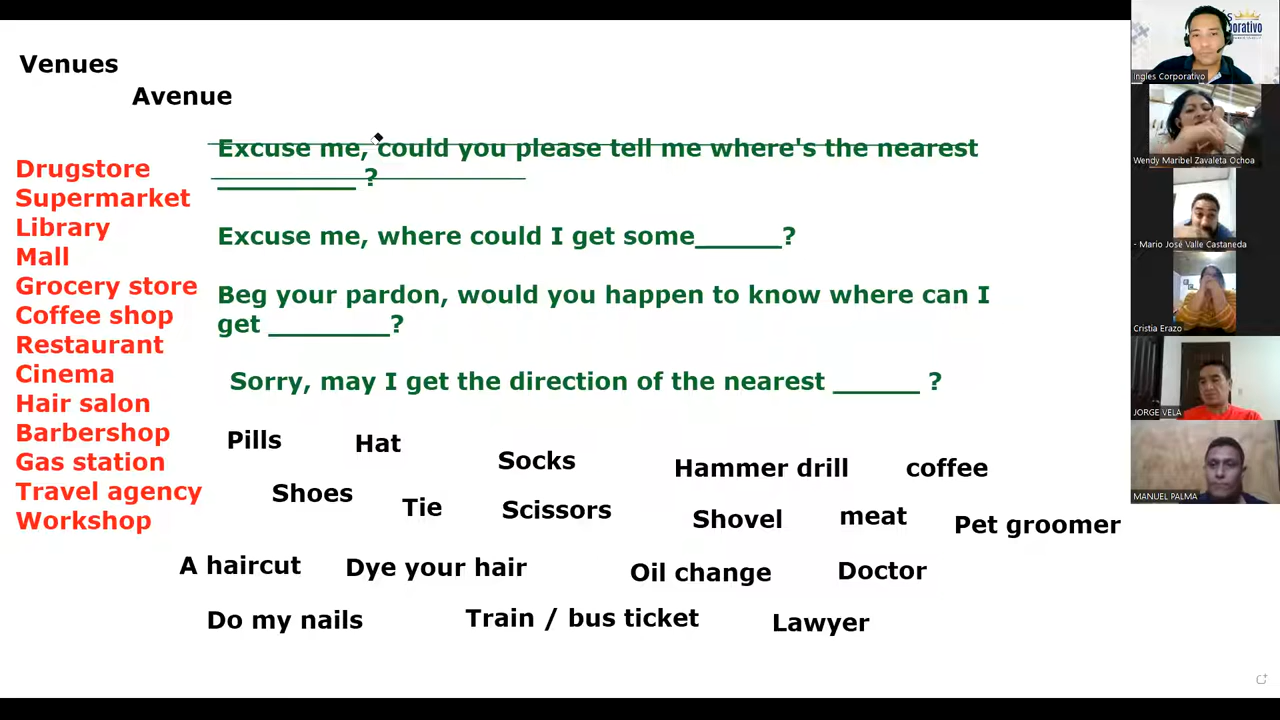 Venues
Avenue
Excuse me, could you please tell me where's the nearest
__________ ?
Drugstore
Supermarket
Library
Mall
Grocery store
Coffee shop
Restaurant
Cinema
Hair salon
Barbershop
Gas station
Travel agency
Workshop
Excuse me, where could I get some______?
Beg your pardon, would you happen to know where can I
get ________?
Sorry, may I get the direction of the nearest ______ ?
Pills
Hat
Socks
Hammer drill
coffee
Shoes
Tie
Scissors
Shovel
meat
Pet groomer
A haircut
Dye your hair
Oil change
Doctor
Do my nails
Train / bus ticket
Lawyer
Ingles Corporativo
Wendy Maribel Zavaleta Ochoa
- Mario José Valle Castaneda
Cristia Erazo
JORGE VELA
MANUEL PALMA